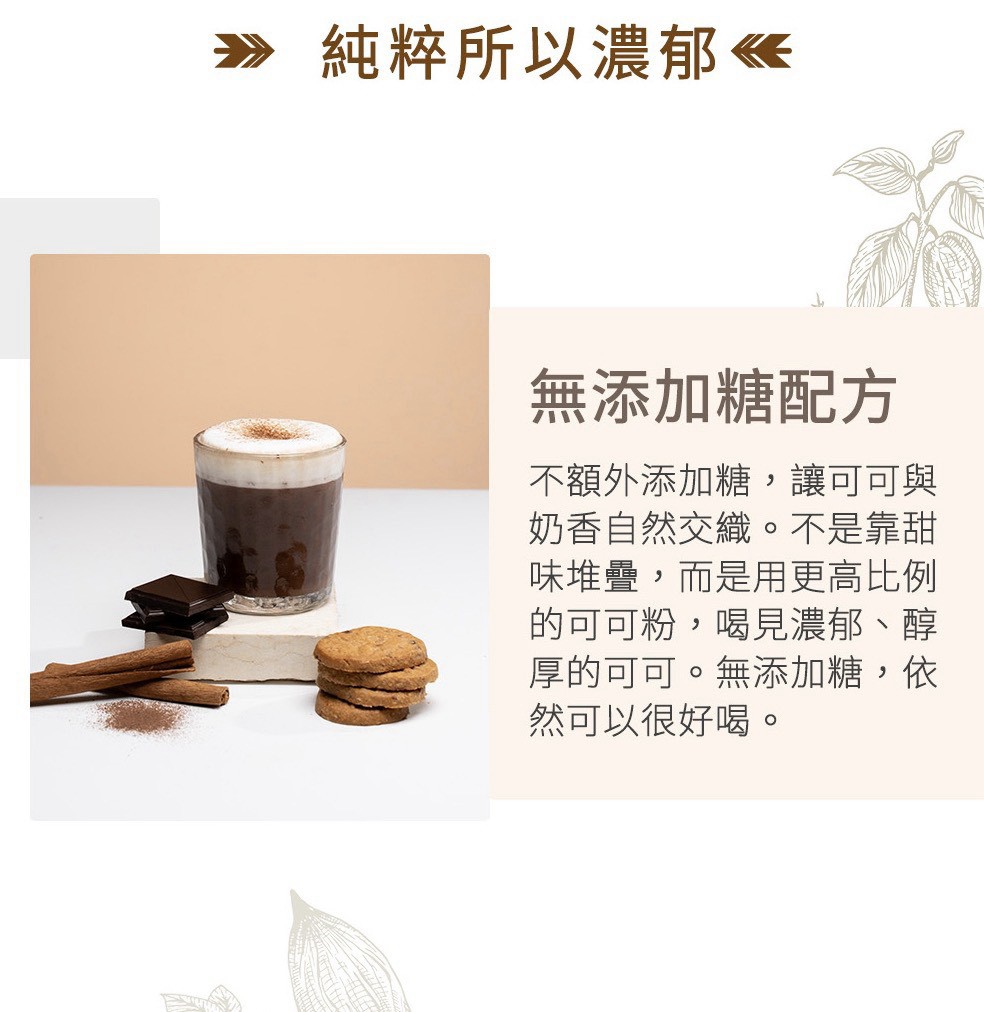 純粹所以濃郁
無添加糖配方
不額外添加糖，讓可可與
奶香自然交織。不是靠甜
味堆疊，而是用更高比例
的可可粉，喝見濃郁、醇
厚的可可。無添加糖，依
然可以很好喝。